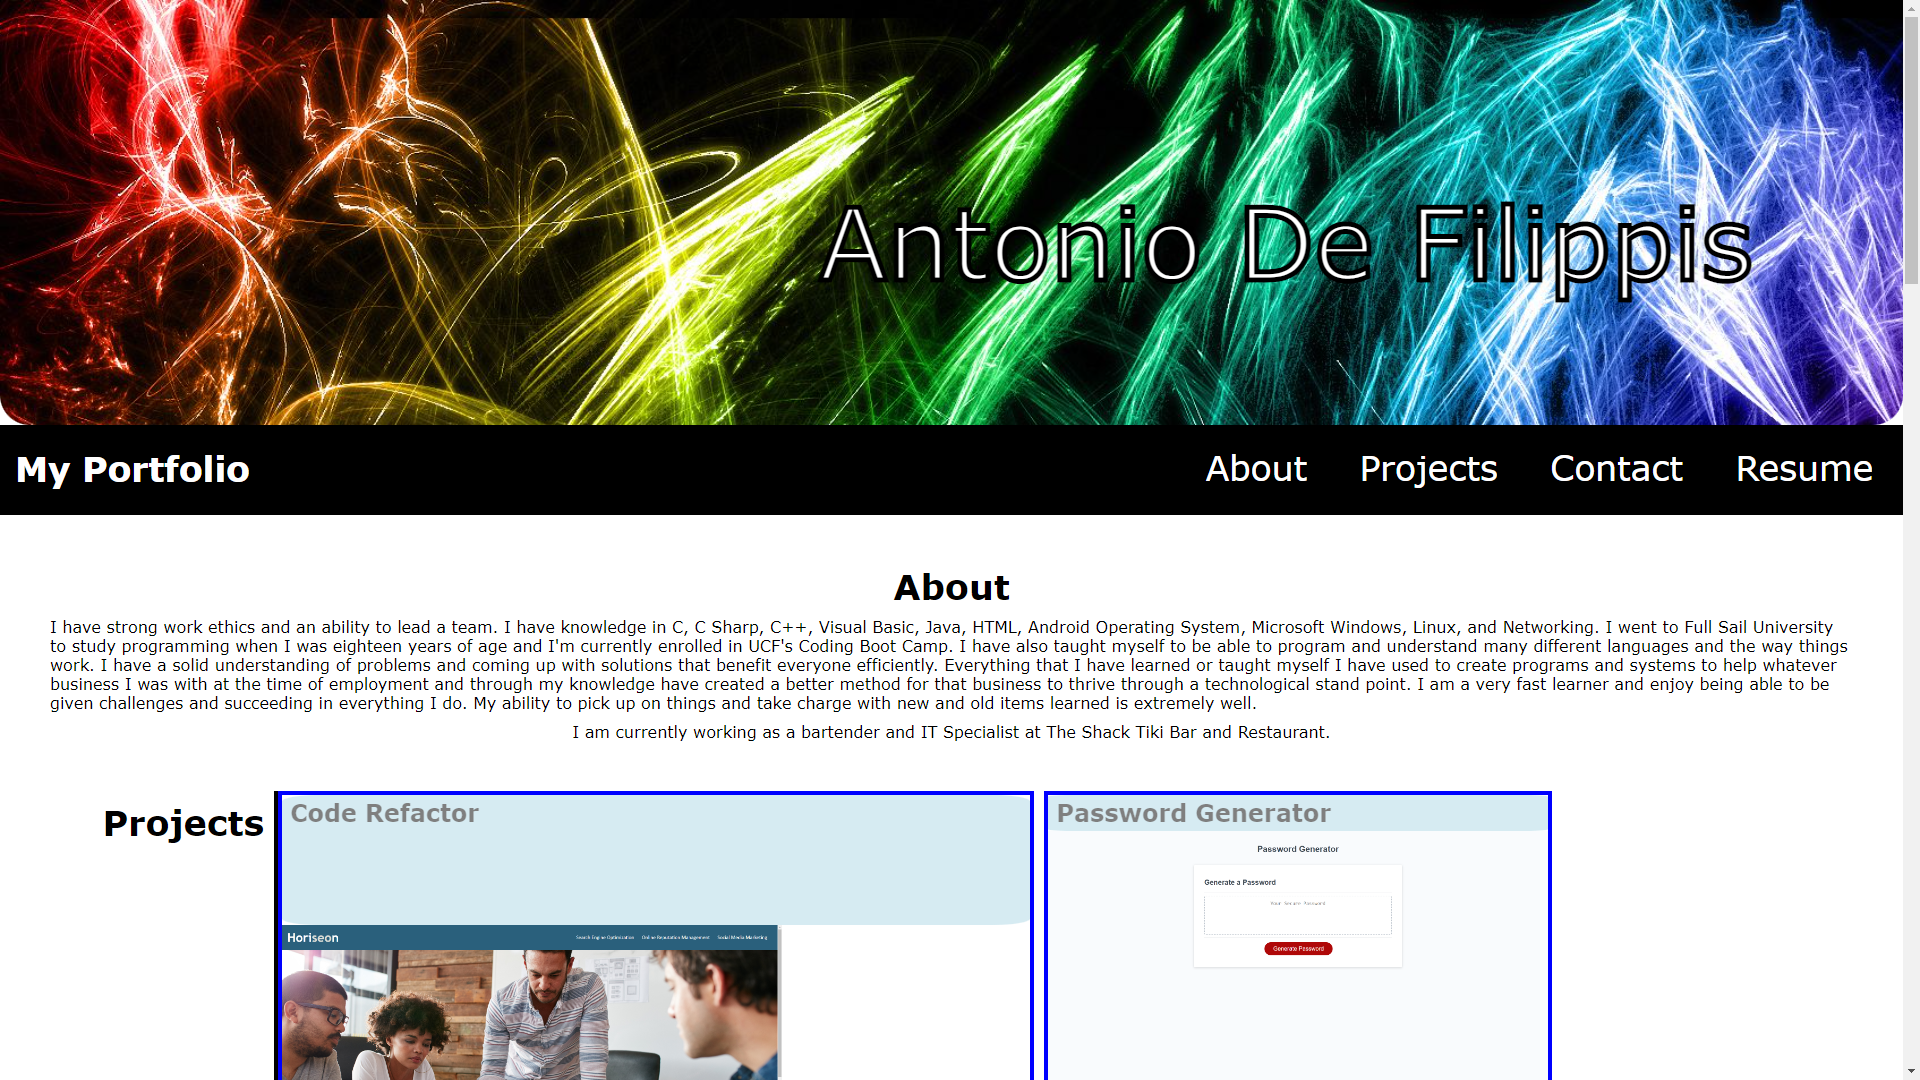 Antonio De Filippis
My Portfolio
About
Projects
Contact
Resume
About
I have strong work ethics and an ability to lead a team. I have knowledge in C, C Sharp, C++, Visual Basic, Java, HTML, Android Operating System, Microsoft Windows, Linux, and Networking. I went to Full Sail University
to study programming when I was eighteen years of age and I'm currently enrolled in UCF's Coding Boot Camp. I have also taught myself to be able to program and understand many different languages and the way things
work. I have a solid understanding of problems and coming up with solutions that benefit everyone efficiently. Everything that I have learned or taught myself I have used to create programs and systems to help whatever
business I was with at the time of employment and through my knowledge have created a better method for that business to thrive through a technological stand point. I am a very fast learner and enjoy being able to be
given challenges and succeeding in everything I do. My ability to pick up on things and take charge with new and old items learned is extremely well.
I am currently working as a bartender and IT Specialist at The Shack Tiki Bar and Restaurant.
Projects
Code Refactor
Horiseon
Search Engine Optimization
Online Reputation Management
Social Media Marketing
Password Generator
Password Generator
Generate a Password
Your Secure Password
Generate Password